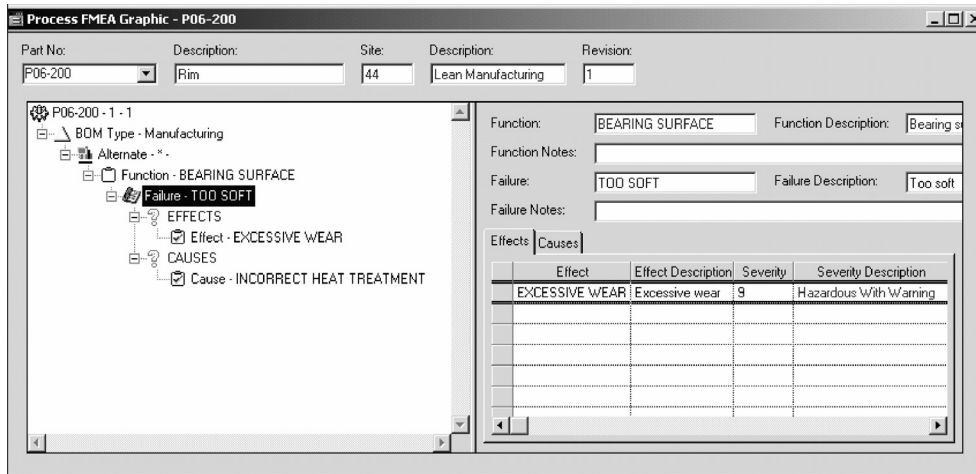 Process FMEA Graphic - P06-200
Part No: Description: Site: Description: Revision:
P06-200 Rim 44 Lean Manufacturing 1
P06-200 - 1 - 1
BOM Type - Manufacturing
Alternate - * -
Function - BEARING SURFACE
Failure - TOO SOFT
EFFECTS
Effect - EXCESSIVE WEAR
CAUSES
Cause - INCORRECT HEAT TREATMENT
Function: BEARING SURFACE Function Description: Bearing su
Function Notes:
Failure: TOO SOFT Failure Description: Too soft
Failure Notes:
Effects Causes
Effect Effect Description Severity Severity Description
EXCESSIVE WEAR Excessive wear 9 Hazardous With Warning